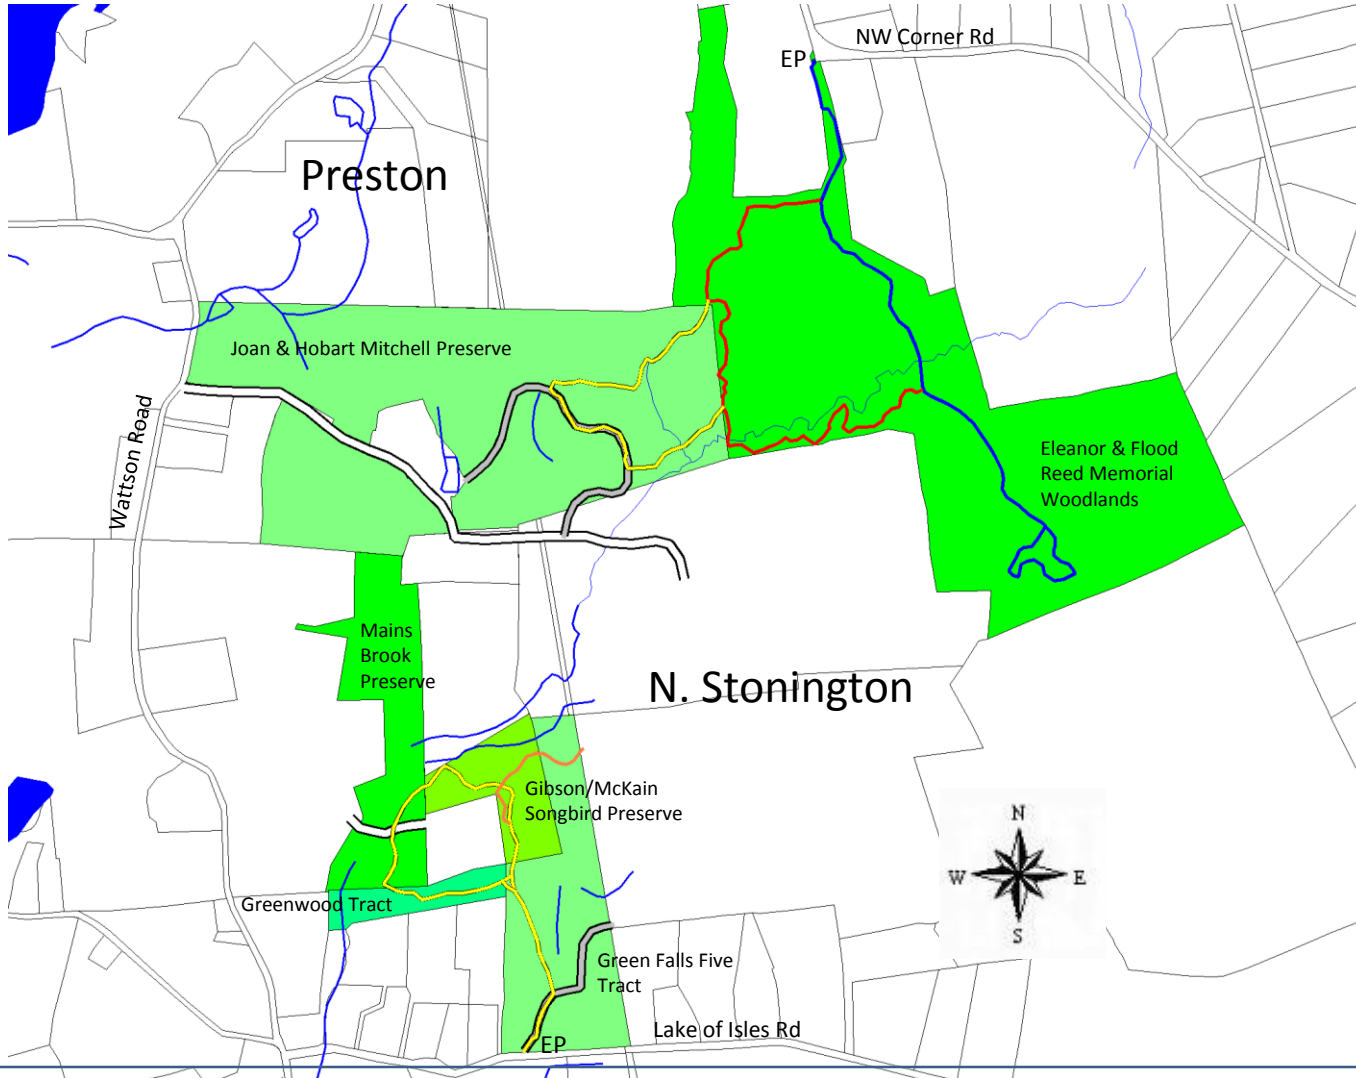 NW Corner Rd
EP
Preston
Joan & Hobart Mitchell Preserve
Wattson Road
Eleanor & Flood
Reed Memorial
Woodlands
Mains
Brook
Preserve
N. Stonington
Gibson/McKain
Songbird Preserve
N
W
E
S
Greenwood Tract
Green Falls Five
Tract
Lake of Isles Rd
EP